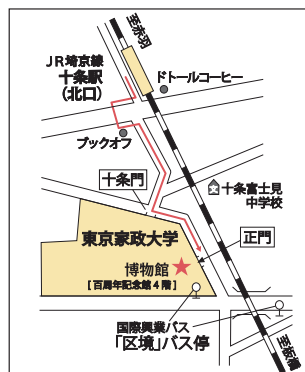 至赤羽
JR埼京線
十条駅
(北口)
ドトールコーヒー
ブックオフ
十条門
十条富士見
中学校
文
東京家政大学
正門
博物館
[百周年記念館4階]
国際興業バス
「区境」バス停
至板橋